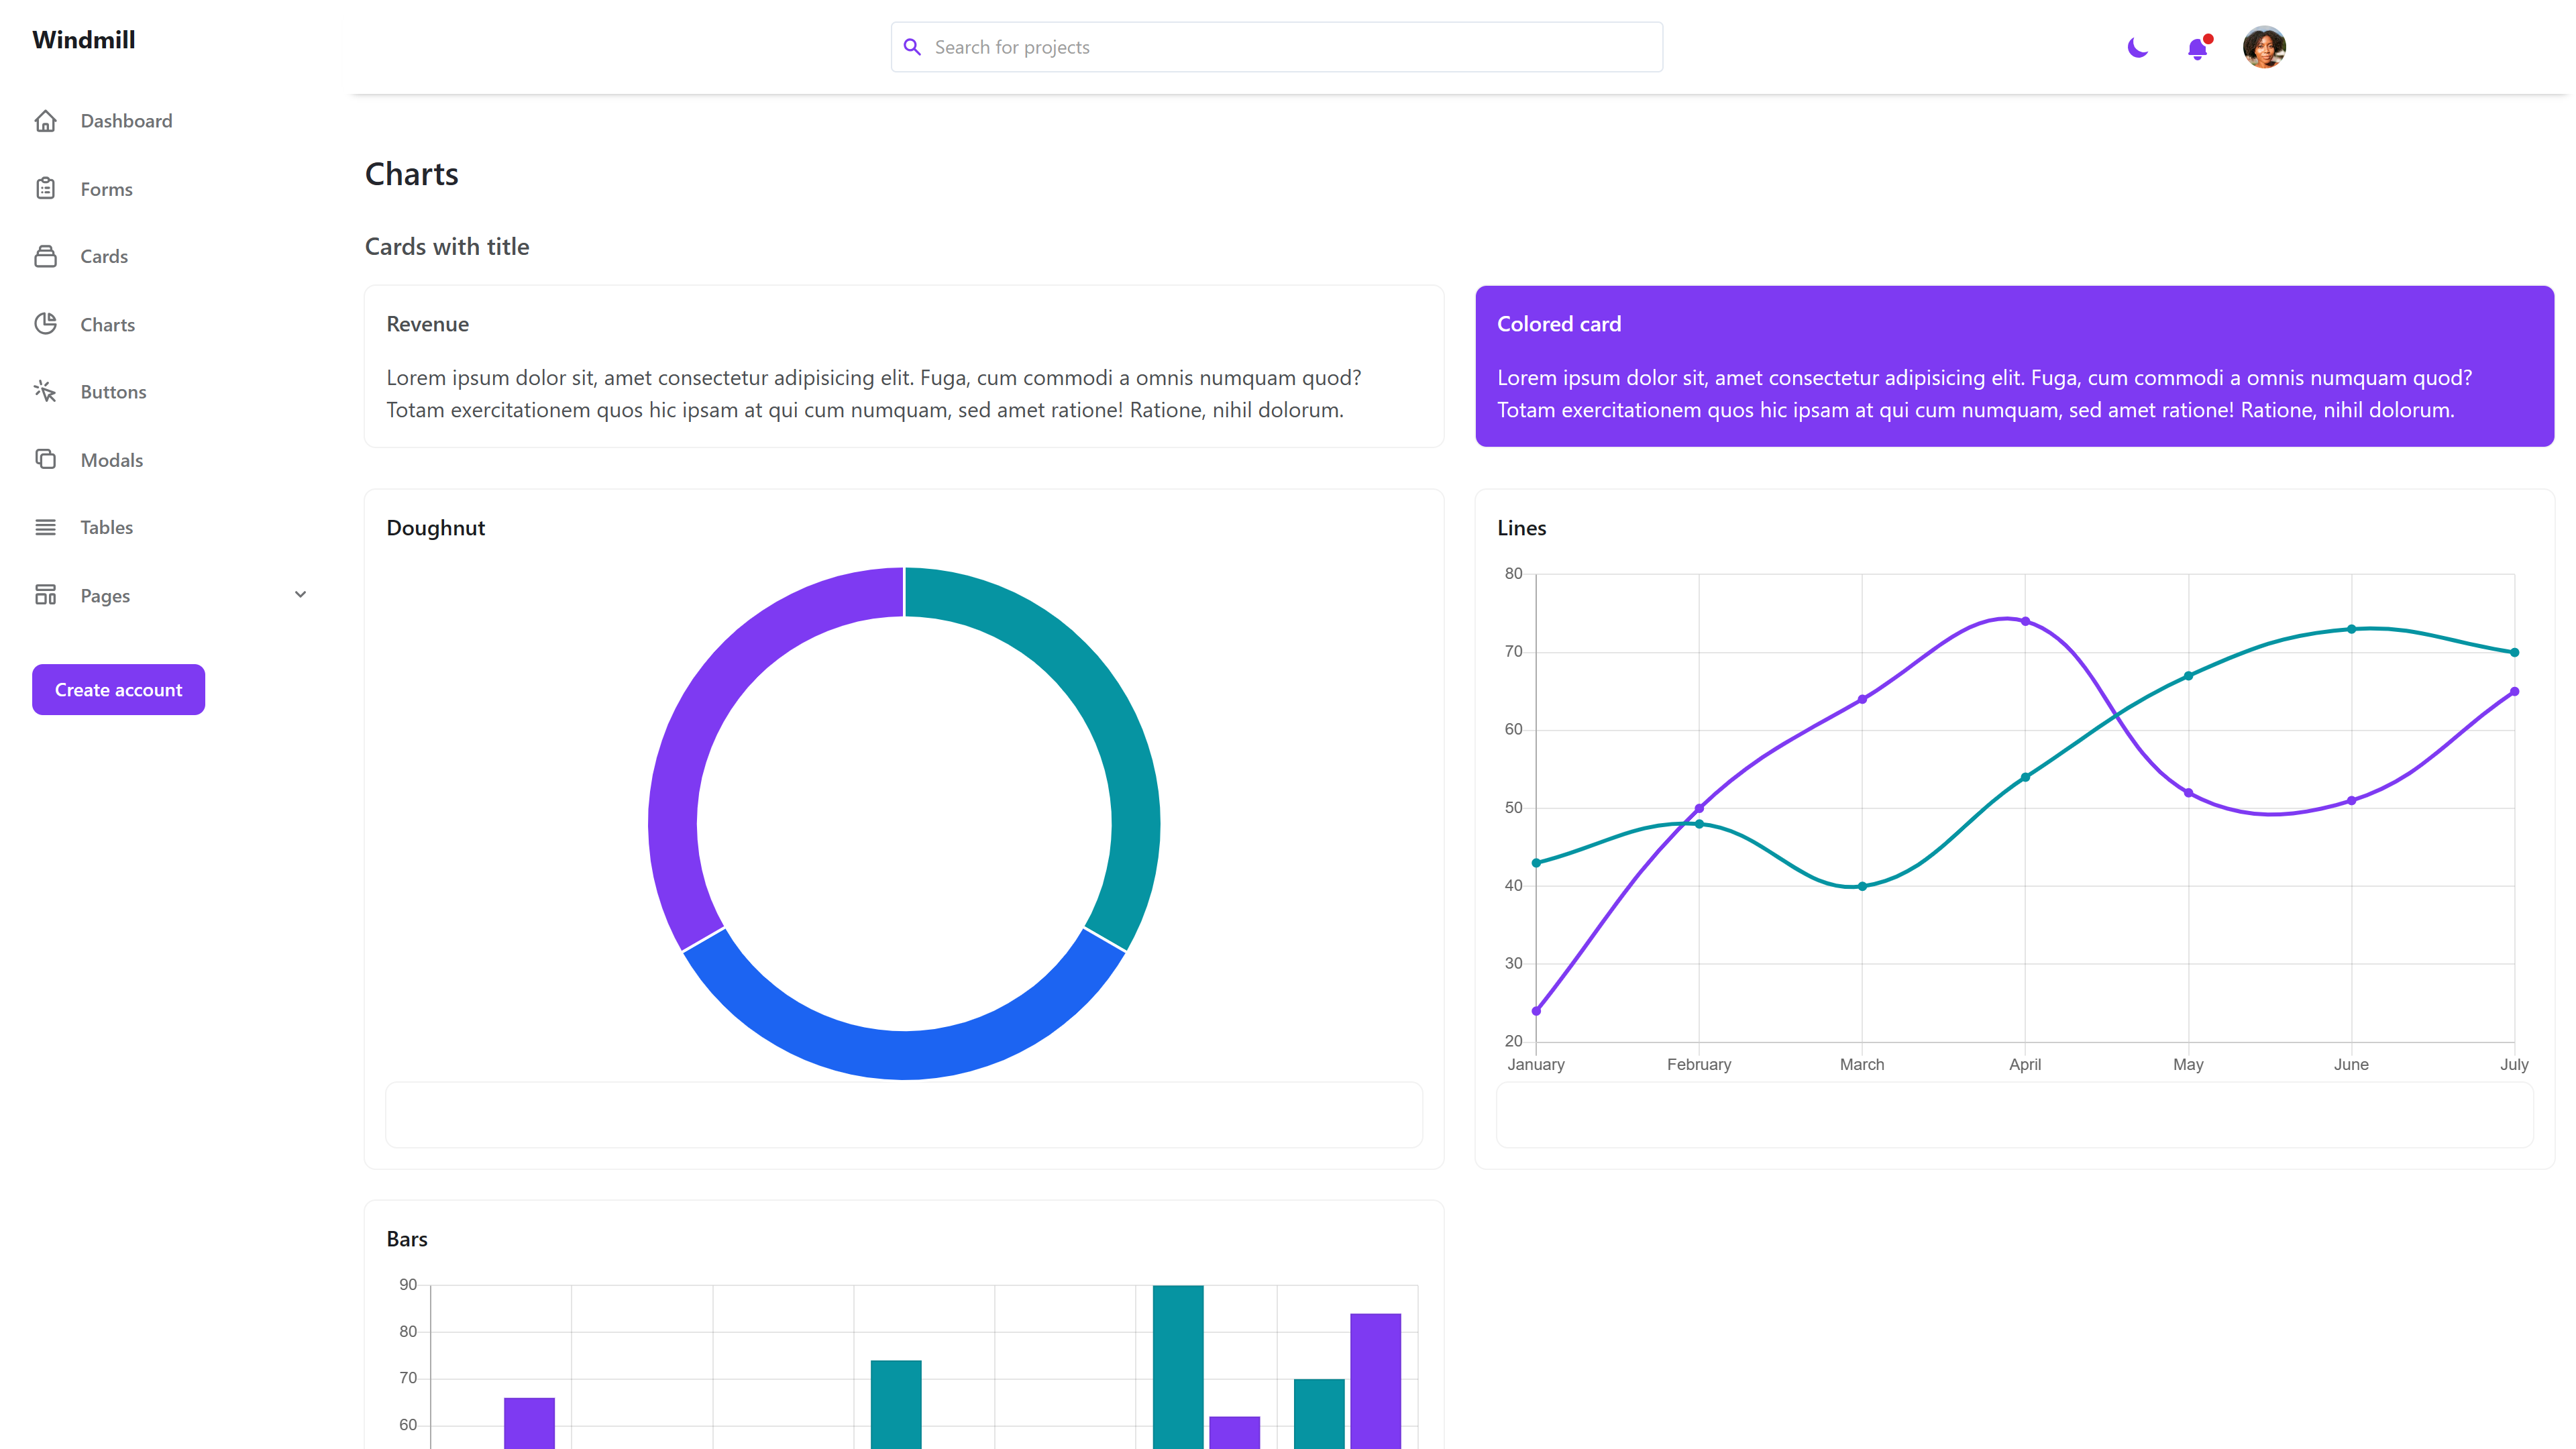 Windmill
Search for projects
Dashboard
Forms
Cards
Charts
Buttons
Modals
Tables
Pages
Create account
Charts
Cards with title
Revenue
Lorem ipsum dolor sit, amet consectetur adipisicing elit. Fuga, cum commodi a omnis numquam quod?
Totam exercitationem quos hic ipsam at qui cum numquam, sed amet ratione! Ratione, nihil dolorum.
Colored card
Lorem ipsum dolor sit, amet consectetur adipisicing elit. Fuga, cum commodi a omnis numquam quod?
Totam exercitationem quos hic ipsam at qui cum numquam, sed amet ratione! Ratione, nihil dolorum.
Doughnut
Lines
80
70
60
50
40
30
20
January February March April May June July
Bars
90
80
70
60